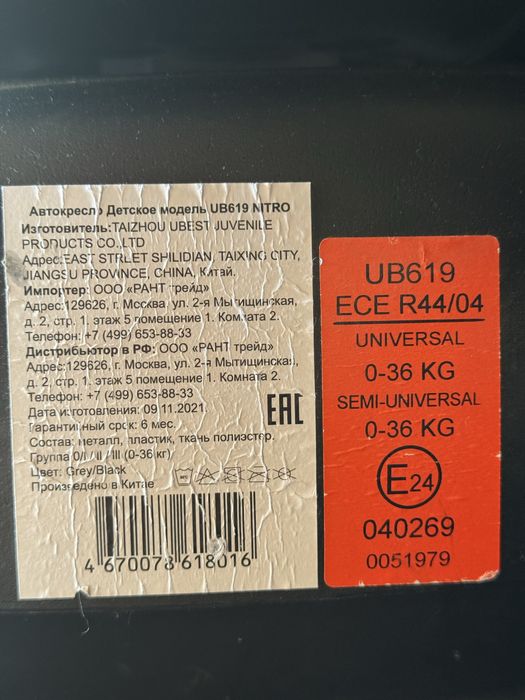 Автокресло Детское модель UB619 NITRO
Изготовитель:TAIZHOU UBEST JUVENILE
PRODUCTS CO.,LTD
Адрес:EAST STRLET SHILIDIAN, TAIXING CITY,
JIANGSU PROVINCE, CHINA, Китай.
Импортер: ООО «РАНТ трейд»
Адрес:129626, г. Москва, ул. 2-я Мытищинская,
д. 2, стр. 1, этаж 5 помещение 1. Комната 2.
Телефон: +7 (499) 653-88-33
Дистрибьютор в РФ: ООО «РАНТ трейд»
Адрес:129626, г. Москва, ул. 2-я Мытищинская,
д. 2, стр. 1, этаж 5 помещение 1. Комната 2.
Телефон: +7 (499) 653-88-33
Дата изготовления: 09.11.2021.
Гарантийный срок: 6 мес.
Состав: металл, пластик, ткань полиэстер.
Группа 0/I/II/III (0-36 кг)
Цвет: Grey/Black
Произведено в Китае
EAC
4 670078 618016
UB619
ECE R44/04
UNIVERSAL
0-36 KG
SEMI-UNIVERSAL
0-36 KG
E24
040269
0051979